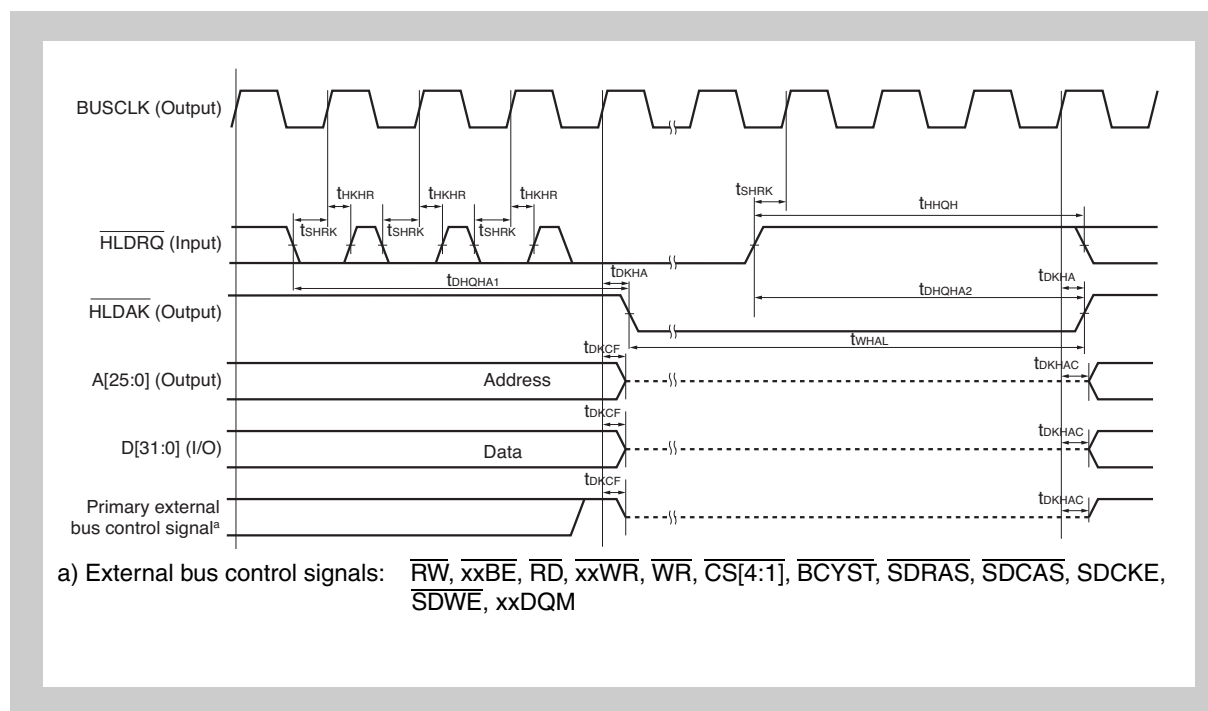 BUSCLK (Output)
tHKHR tHKHR tHKHR
tSHRK
tHHQH
tSHRK tSHRK tSHRK
HLDRQ (Input)
tDHQHA1
tDKHA
tDKHA
tDHQHA2
HLDAK (Output)
tWHAL
tDKCF
tDKHAC
A[25:0] (Output)
Address
tDKCF
tDKHAC
D[31:0] (I/O)
Data
tDKCF
tDKHAC
Primary external
bus control signalᵃ
a) External bus control signals: RW, xxBE, RD, xxWR, WR, CS[4:1], BCYST, SDRAS, SDCAS, SDCKE,
SDWE, xxDQM